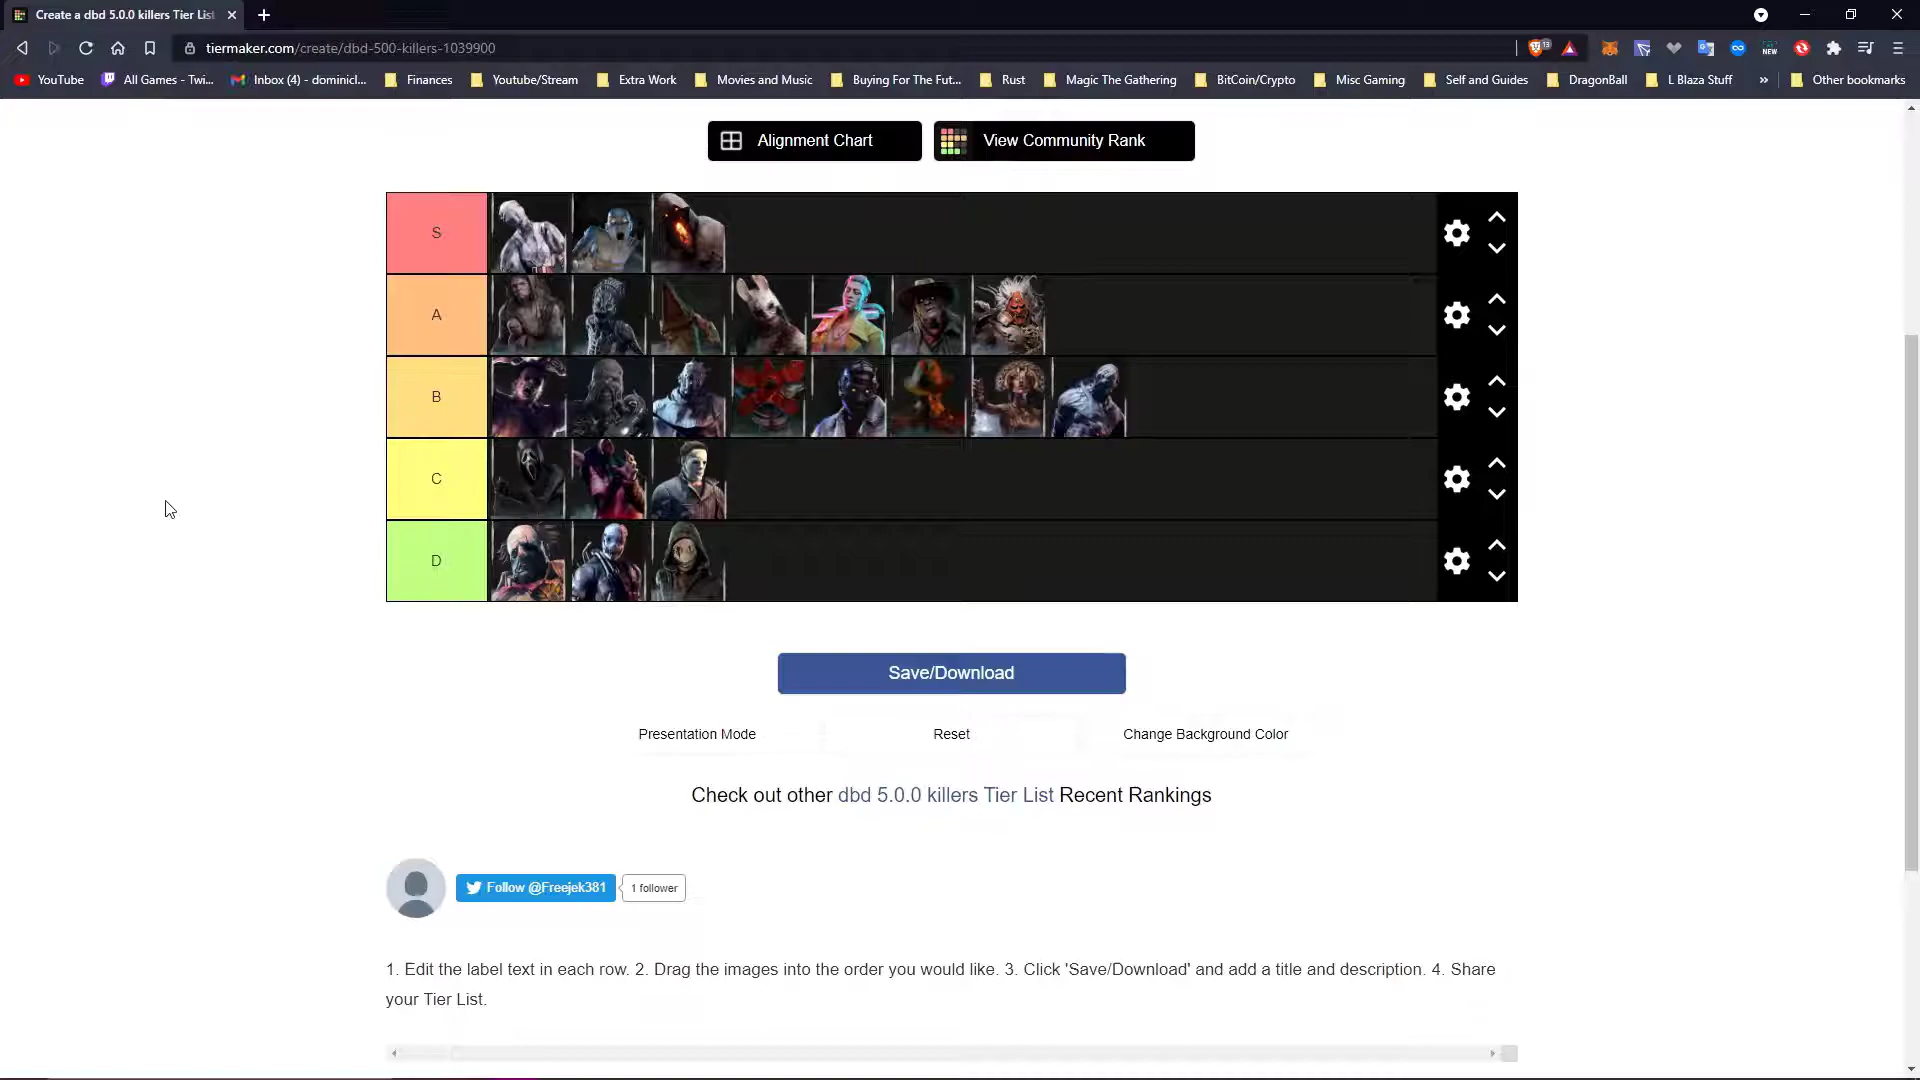 Create a dbd 5.0.0 killers Tier List
tiermaker.com/create/dbd-500-killers-1039900
13
NEW
YouTube
All Games - Twi...
Inbox (4) - dominicl...
Finances
Youtube/Stream
Extra Work
Movies and Music
Buying For The Fut...
Rust
Magic The Gathering
BitCoin/Crypto
Misc Gaming
Self and Guides
DragonBall
L Blaza Stuff
Other bookmarks
Alignment Chart
View Community Rank
S
A
B
C
D
Save/Download
Presentation Mode
Reset
Change Background Color
Check out other dbd 5.0.0 killers Tier List Recent Rankings
Follow @Freejek381
1 follower
1. Edit the label text in each row. 2. Drag the images into the order you would like. 3. Click 'Save/Download' and add a title and description. 4. Share
your Tier List.